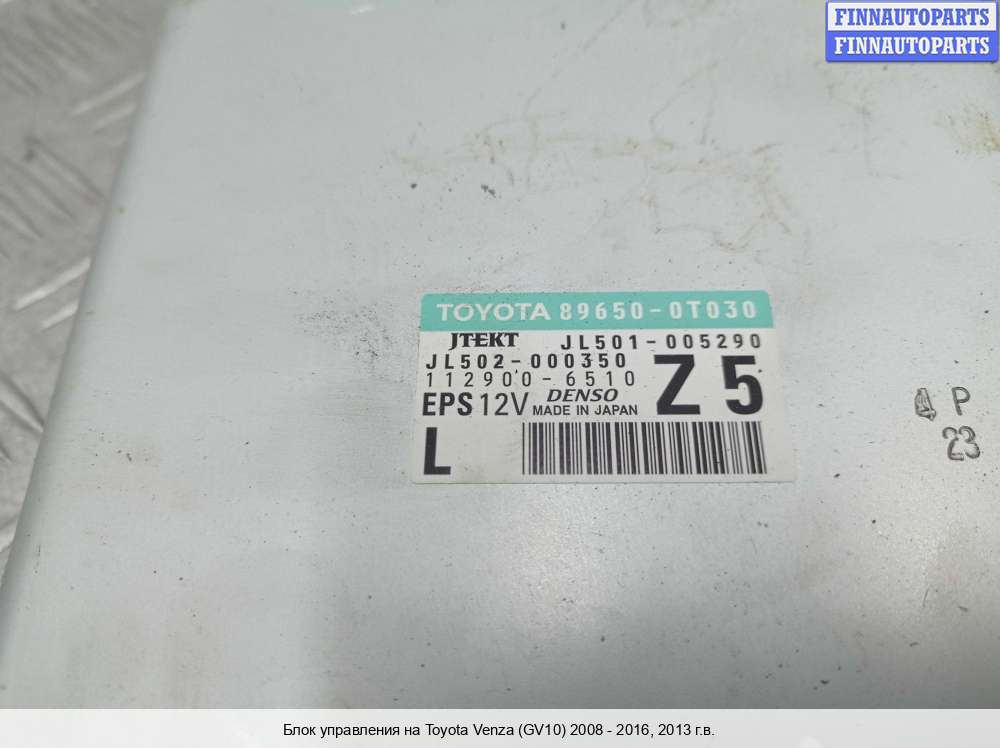 FINNAUTOPARTS
FINNAUTOPARTS
TOYOTA 89650-0T030
JTEKT JL501-005290
JL502-000350
112900-6510
EPS 12V DENSO Z5
MADE IN JAPAN
L
P
23
Блок управления на Toyota Venza (GV10) 2008 - 2016, 2013 г.в.